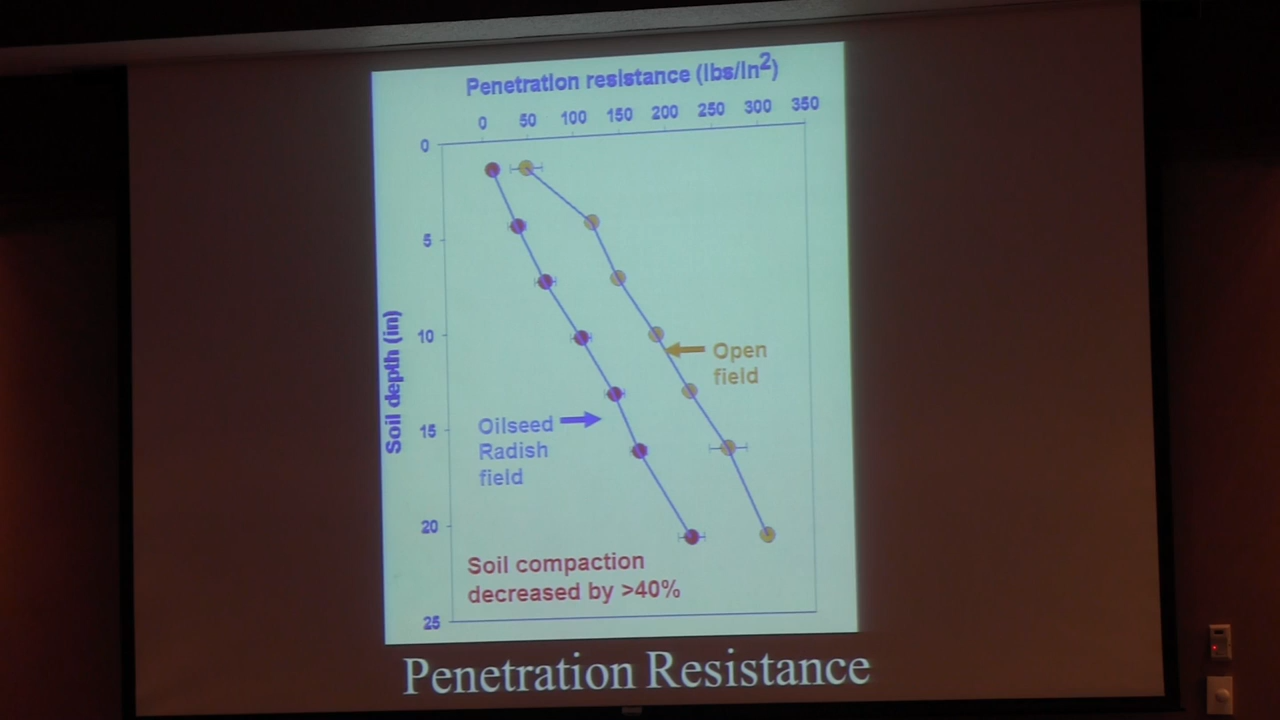 Penetration resistance (lbs/in2)
0 50 100 150 200 250 300 350
0
5
10
15
20
25
Soil depth (in)
Open
field
Oilseed
Radish
field
Soil compaction
decreased by >40%
Penetration Resistance